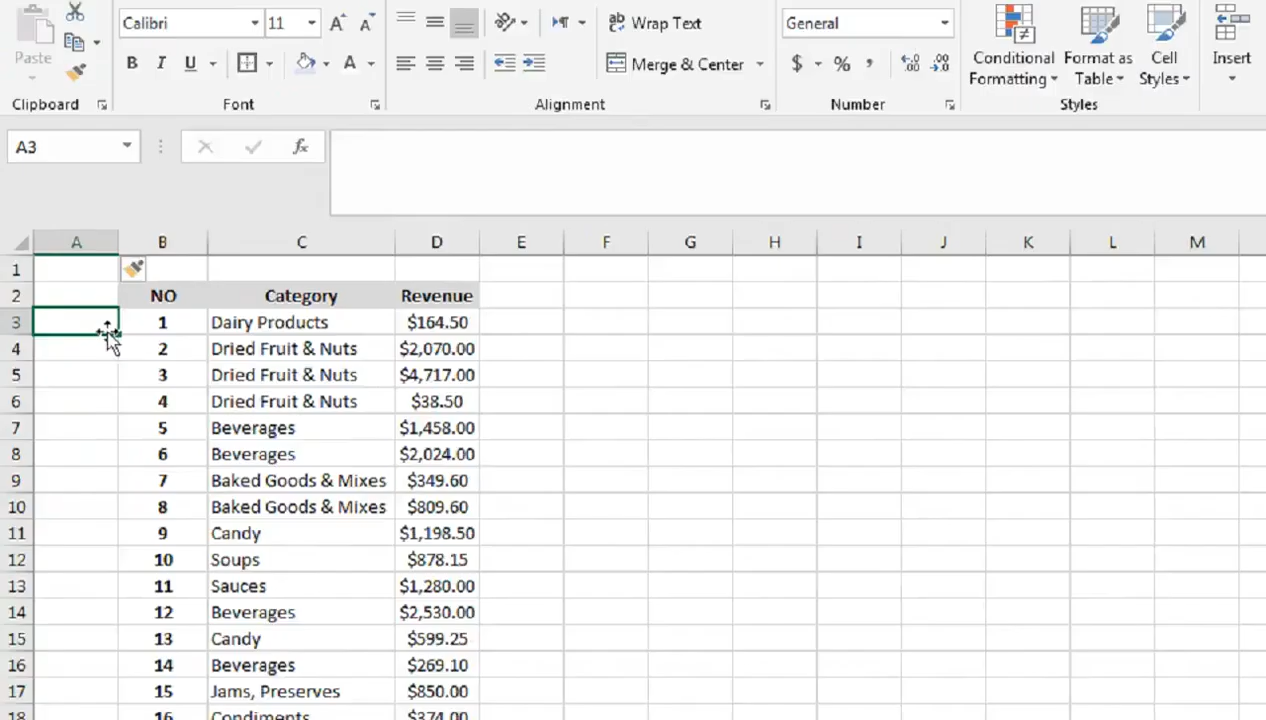 Calibri 11 Wrap Text General
Paste B I U Merge & Center $ % , Conditional Formatting Format as Table Cell Styles Insert
Clipboard Font Alignment Number Styles
A3 fx
A B C D E F G H I J K L M
1
2 NO Category Revenue
3 1 Dairy Products $164.50
4 2 Dried Fruit & Nuts $2,070.00
5 3 Dried Fruit & Nuts $4,717.00
6 4 Dried Fruit & Nuts $38.50
7 5 Beverages $1,458.00
8 6 Beverages $2,024.00
9 7 Baked Goods & Mixes $349.60
10 8 Baked Goods & Mixes $809.60
11 9 Candy $1,198.50
12 10 Soups $878.15
13 11 Sauces $1,280.00
14 12 Beverages $2,530.00
15 13 Candy $599.25
16 14 Beverages $269.10
17 15 Jams, Preserves $850.00
18 16 Condiments $374.00